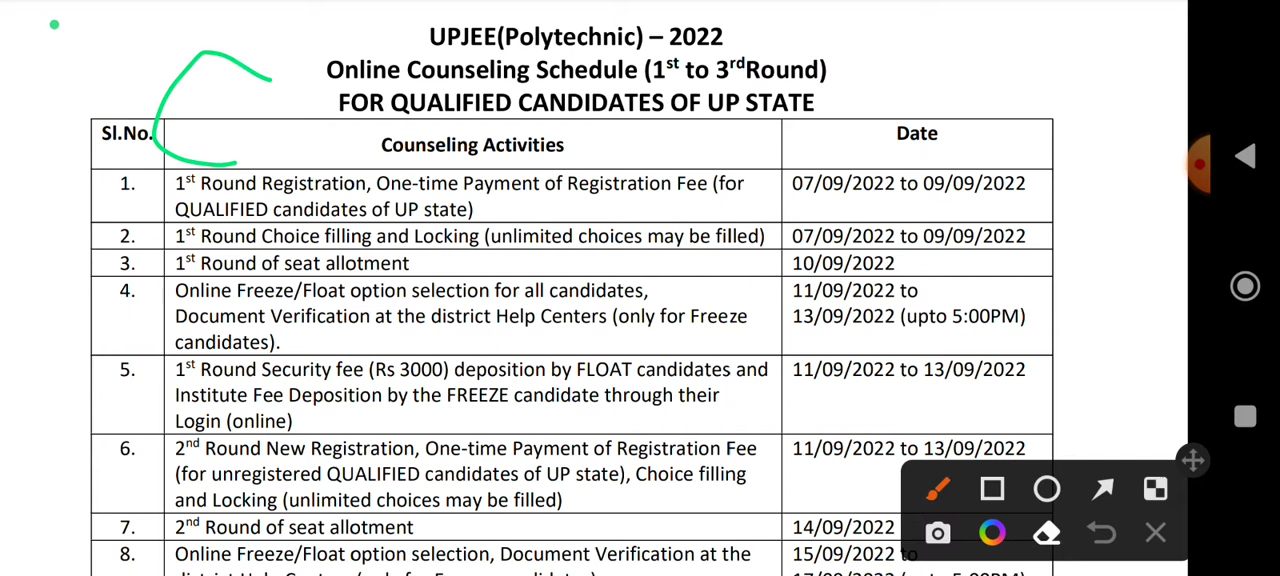 UPJEE(Polytechnic) – 2022
Online Counseling Schedule (1st to 3rdRound)
FOR QUALIFIED CANDIDATES OF UP STATE
Sl.No. Counseling Activities Date
1. 1st Round Registration, One-time Payment of Registration Fee (for 07/09/2022 to 09/09/2022
QUALIFIED candidates of UP state)
2. 1st Round Choice filling and Locking (unlimited choices may be filled) 07/09/2022 to 09/09/2022
3. 1st Round of seat allotment 10/09/2022
4. Online Freeze/Float option selection for all candidates, 11/09/2022 to
Document Verification at the district Help Centers (only for Freeze 13/09/2022 (upto 5:00PM)
candidates).
5. 1st Round Security fee (Rs 3000) deposition by FLOAT candidates and 11/09/2022 to 13/09/2022
Institute Fee Deposition by the FREEZE candidate through their
Login (online)
6. 2nd Round New Registration, One-time Payment of Registration Fee 11/09/2022 to 13/09/2022
(for unregistered QUALIFIED candidates of UP state), Choice filling
and Locking (unlimited choices may be filled)
7. 2nd Round of seat allotment 14/09/2022
8. Online Freeze/Float option selection, Document Verification at the 15/09/2022 to